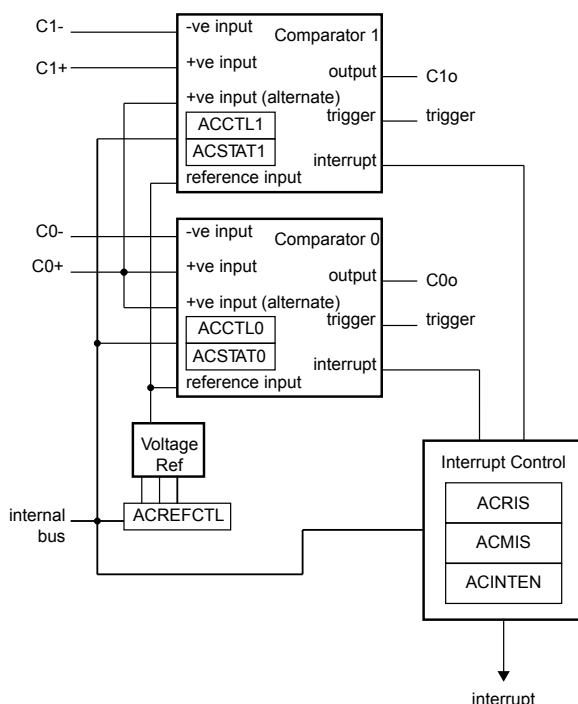 C1-
-ve input
Comparator 1
C1+
+ve input
output
C1o
+ve input (alternate)
trigger
trigger
ACCTL1
ACSTAT1
interrupt
reference input
C0-
-ve input
Comparator 0
C0+
+ve input
output
C0o
+ve input (alternate)
trigger
trigger
ACCTL0
ACSTAT0
interrupt
reference input
Voltage
Ref
Interrupt Control
ACRIS
internal
bus
ACREFCTL
ACMIS
ACINTEN
interrupt